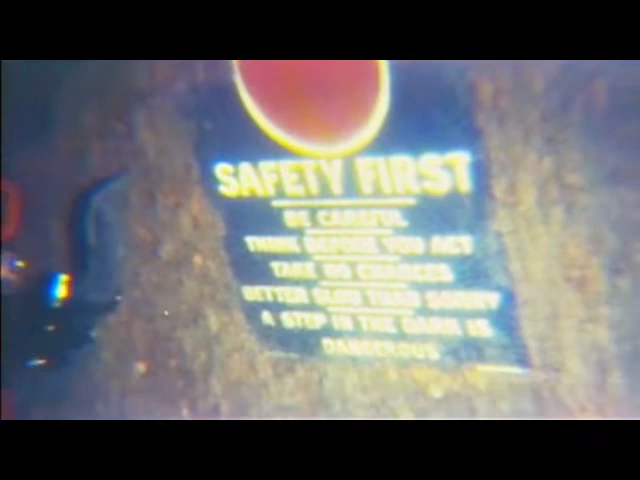 SAFETY FIRST
BE CAREFUL
THINK BEFORE YOU ACT
TAKE NO CHANCES
BETTER SLOW THAN SORRY
A STEP IN THE DARK IS
DANGEROUS